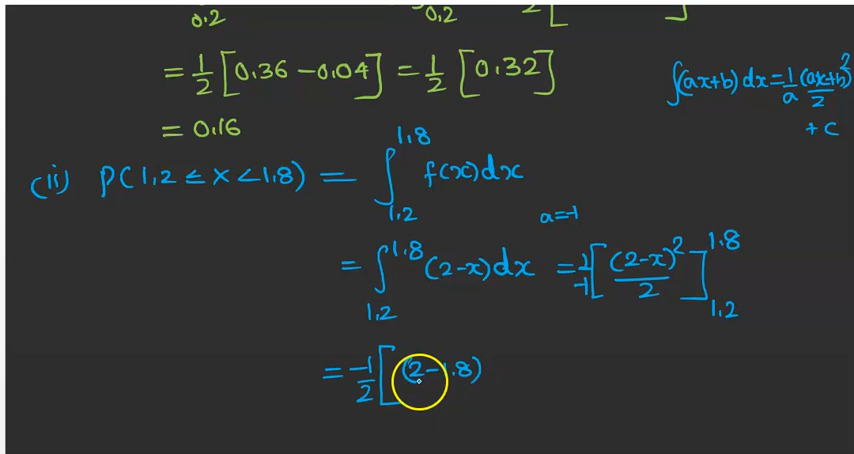 0.2 0.2 2[ ]
= 1/2 [0.36 - 0.04] = 1/2 [0.32]
∫(ax+b) dx = 1/a (ax+b)²/2 + c
= 0.16
(ii) P(1.2 ≤ x < 1.8) = ∫_{1.2}^{1.8} f(x)dx
a=-1
= ∫_{1.2}^{1.8} (2-x)dx = 1/-1 [(2-x)²/2]_{1.2}^{1.8}
= -1/2 [(2-1.8)